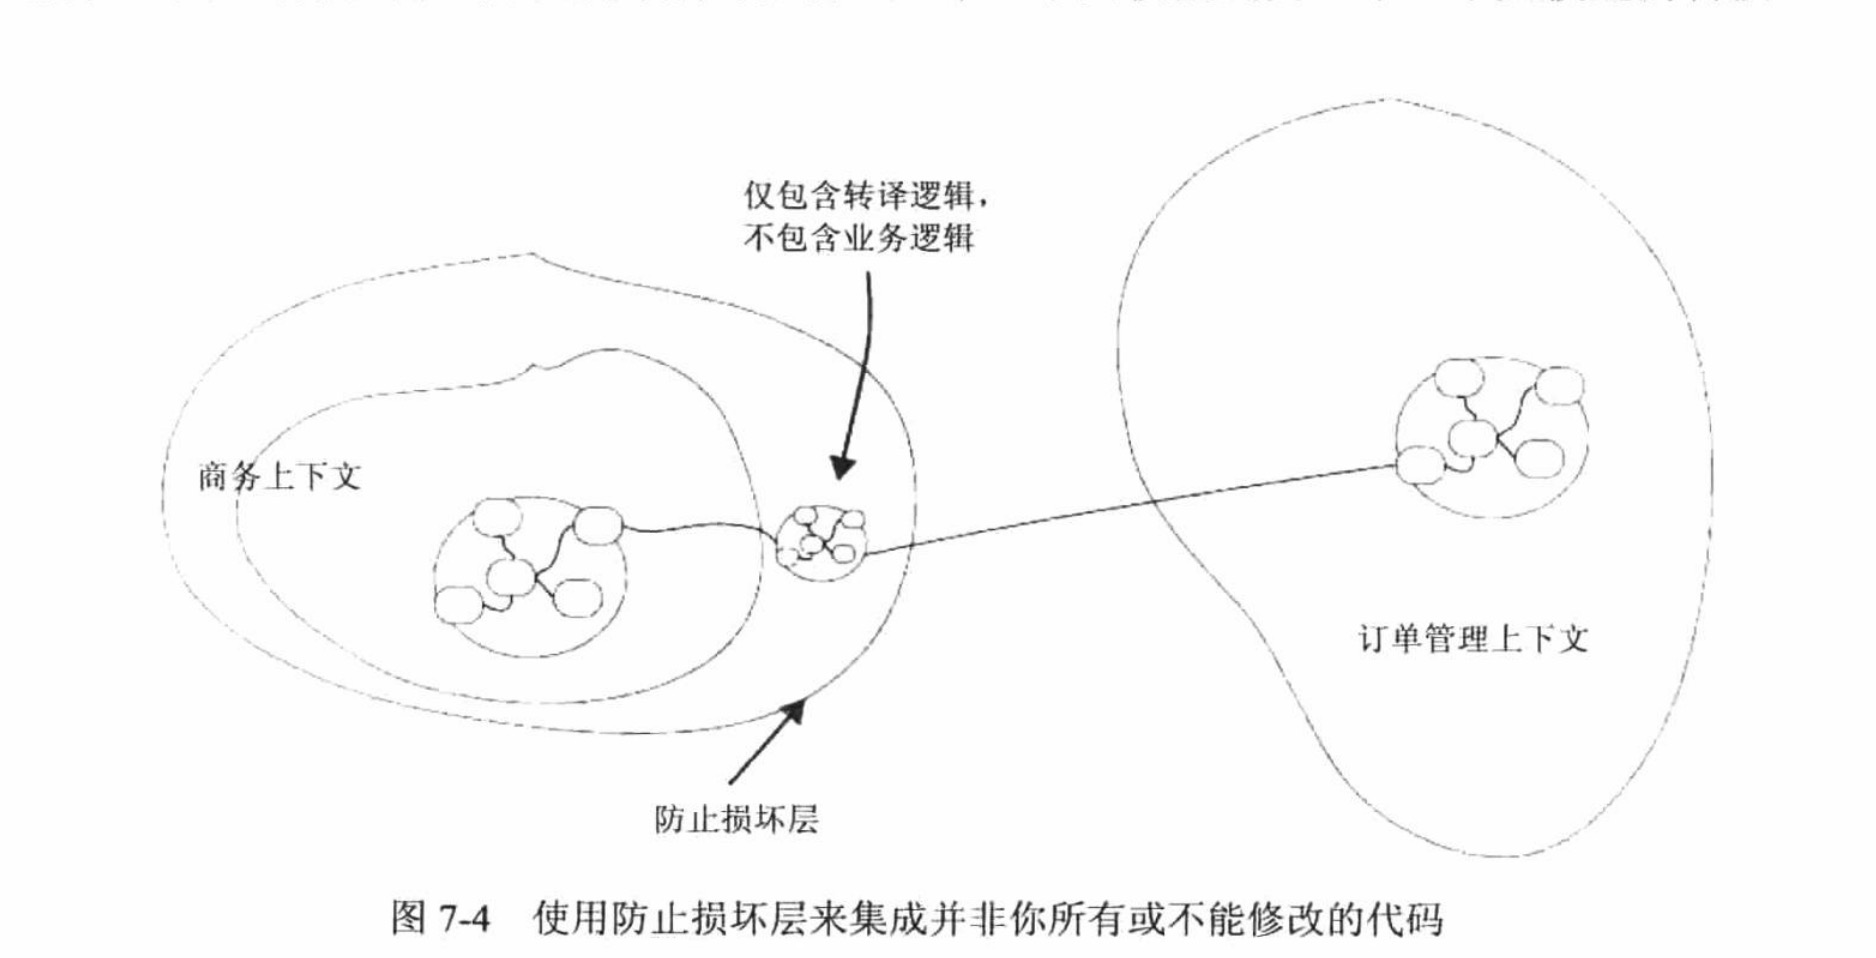 仅包含转译逻辑，
不包含业务逻辑
商务上下文
订单管理上下文
防止损坏层
图 7-4 使用防止损坏层来集成并非你所有或不能修改的代码